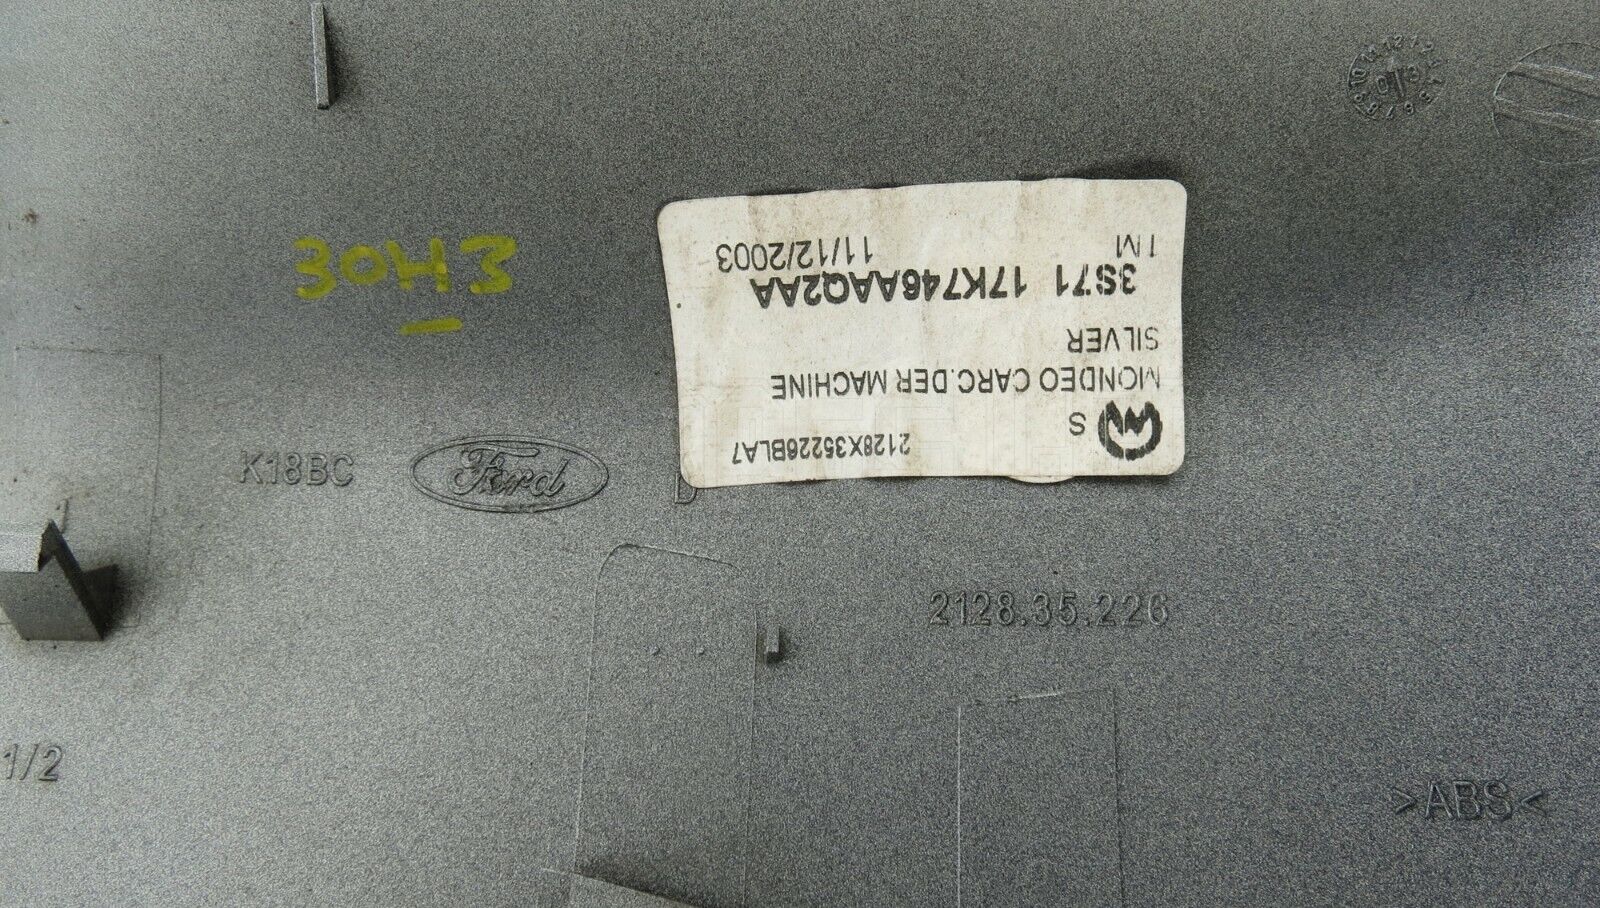 30H3
2128X35226BLA7
S
MONDEO CARC.DER MACHINE
SILVER
3S71 17K746AAQ2AA
1M 11/12/2003
K18BC
Ford
D
2128.35.226
1/2
>ABS<